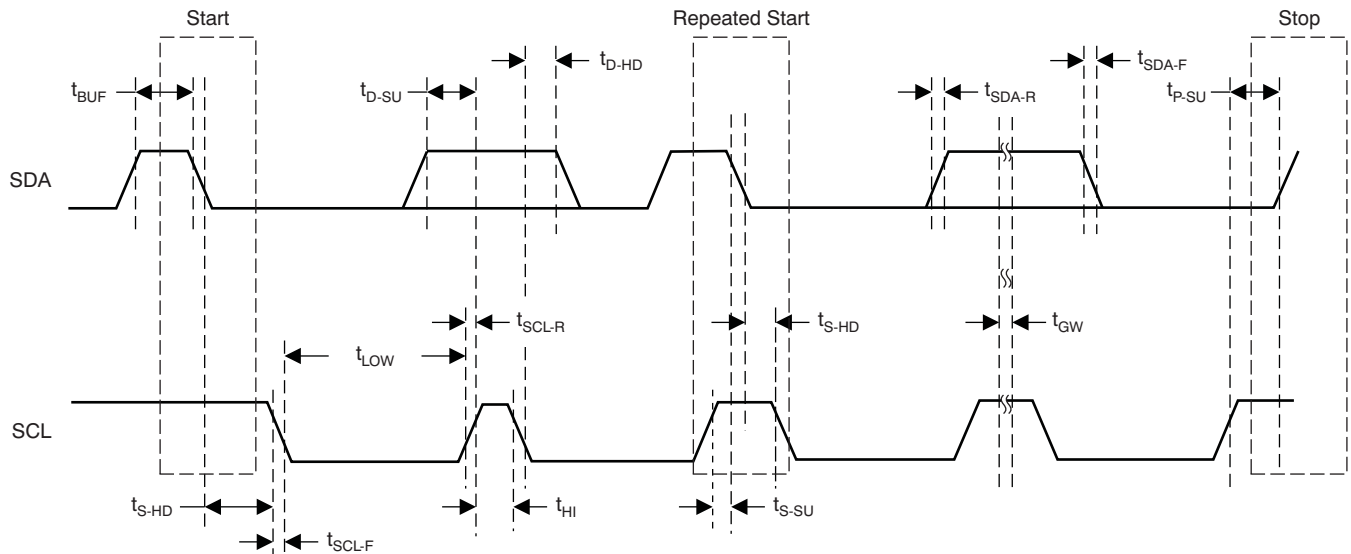 Start
Repeated Start
Stop
tBUF
tD-SU
tD-HD
tSDA-R
tSDA-F
tP-SU
SDA
tSCL-R
tLOW
tS-HD
tGW
SCL
tS-HD
tSCL-F
tHI
tS-SU